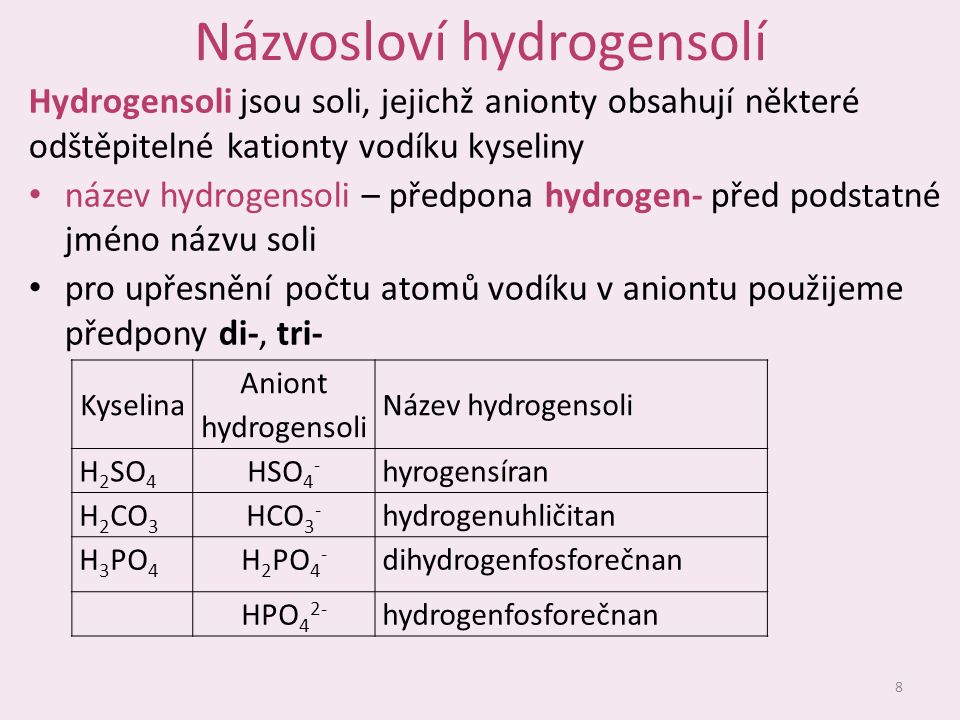 Názvosloví hydrogensolí
Hydrogensoli jsou soli, jejichž anionty obsahují některé
odštěpitelné kationty vodíku kyseliny
• název hydrogensoli – předpona hydrogen- před podstatné
jméno názvu soli
• pro upřesnění počtu atomů vodíku v aniontu použijeme
předpony di-, tri-
Kyselina Aniont hydrogensoli Název hydrogensoli
H₂SO₄ HSO₄⁻ hyrogensíran
H₂CO₃ HCO₃⁻ hydrogenuhličitan
H₃PO₄ H₂PO₄⁻ dihydrogenfosforečnan
HPO₄²⁻ hydrogenfosforečnan
8